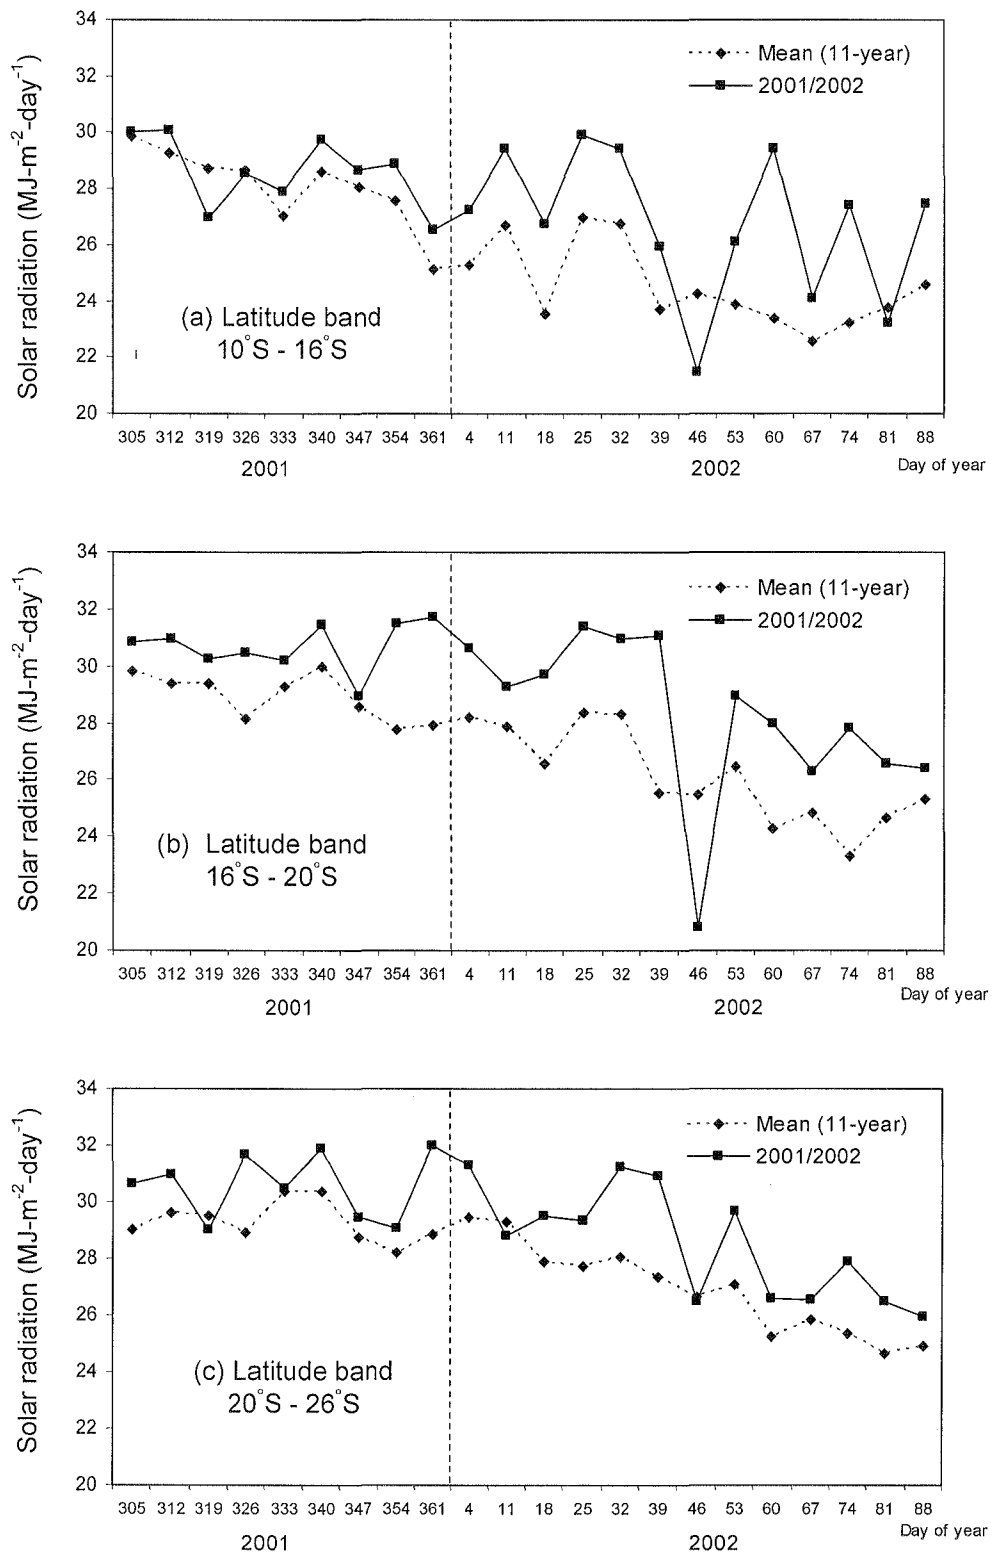 34
32
30
28
26
24
22
20
Solar radiation (MJ-m⁻²-day⁻¹)
Mean (11-year)
2001/2002
(a) Latitude band
10°S - 16°S
305 312 319 326 333 340 347 354 361 4 11 18 25 32 39 46 53 60 67 74 81 88
2001 2002 Day of year
34
32
30
28
26
24
22
20
Solar radiation (MJ-m⁻²-day⁻¹)
Mean (11-year)
2001/2002
(b) Latitude band
16°S - 20°S
305 312 319 326 333 340 347 354 361 4 11 18 25 32 39 46 53 60 67 74 81 88
2001 2002 Day of year
34
32
30
28
26
24
22
20
Solar radiation (MJ-m⁻²-day⁻¹)
Mean (11-year)
2001/2002
(c) Latitude band
20°S - 26°S
305 312 319 326 333 340 347 354 361 4 11 18 25 32 39 46 53 60 67 74 81 88
2001 2002 Day of year